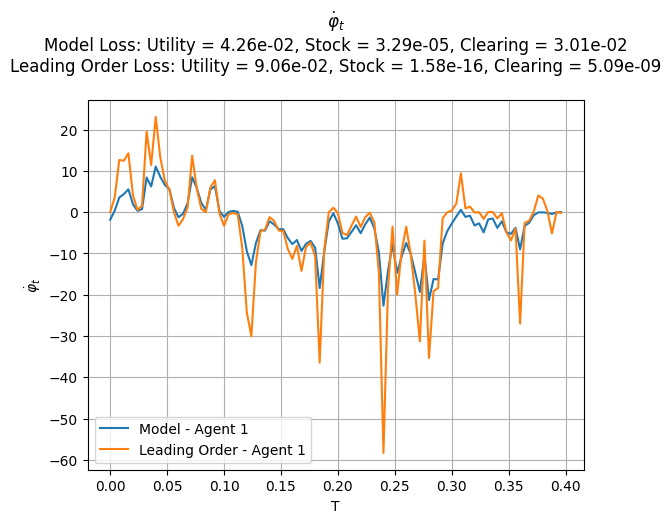 φ̇_t
Model Loss: Utility = 4.26e-02, Stock = 3.29e-05, Clearing = 3.01e-02
Leading Order Loss: Utility = 9.06e-02, Stock = 1.58e-16, Clearing = 5.09e-09
20
10
0
−10
−20
−30
−40
−50
−60
φ̇_t
Model - Agent 1
Leading Order - Agent 1
0.00 0.05 0.10 0.15 0.20 0.25 0.30 0.35 0.40
T